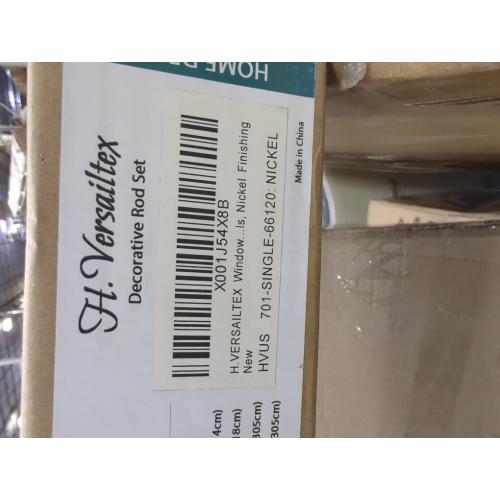 HOME DE
H. Versailtex
Decorative Rod Set
X001J54X8B
H.VERSAILTEX Window...ls, Nickel Finishing
New
HVUS 701-SINGLE-66120: NICKEL
Made in China
4cm)
18cm)
305cm)
305cm)